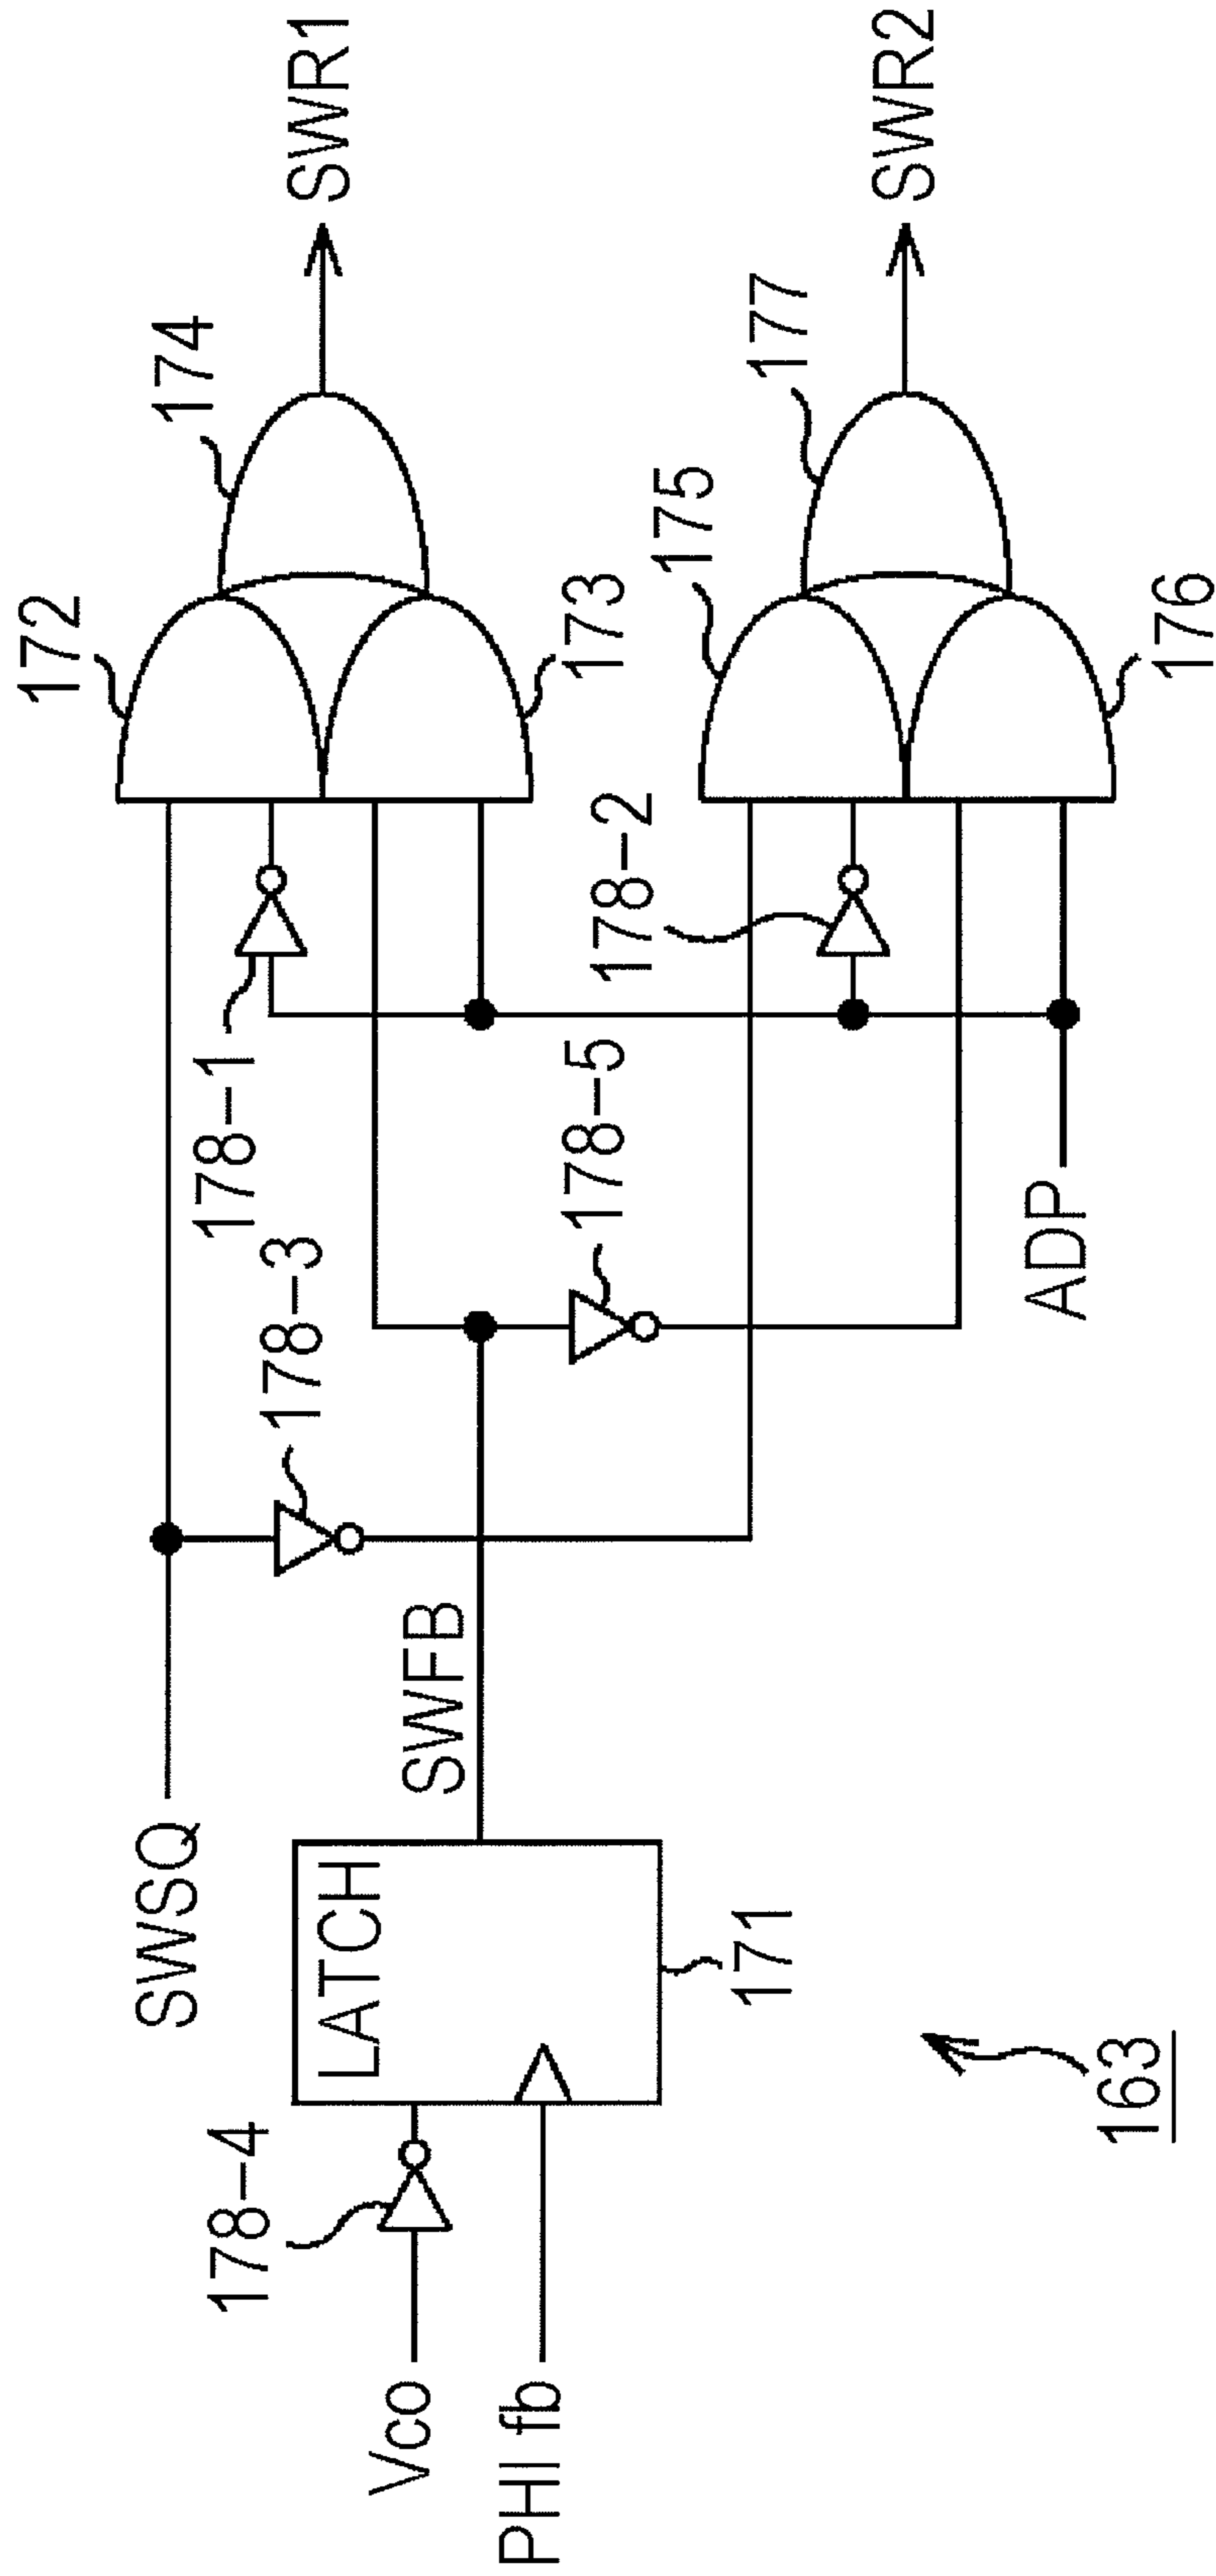 172
174
SWR1
178-1
173
178-3
SWSQ
178-4
LATCH
SWFB
178-5
178-2
175
177
SWR2
Vco
PHI fb
171
ADP
176
163